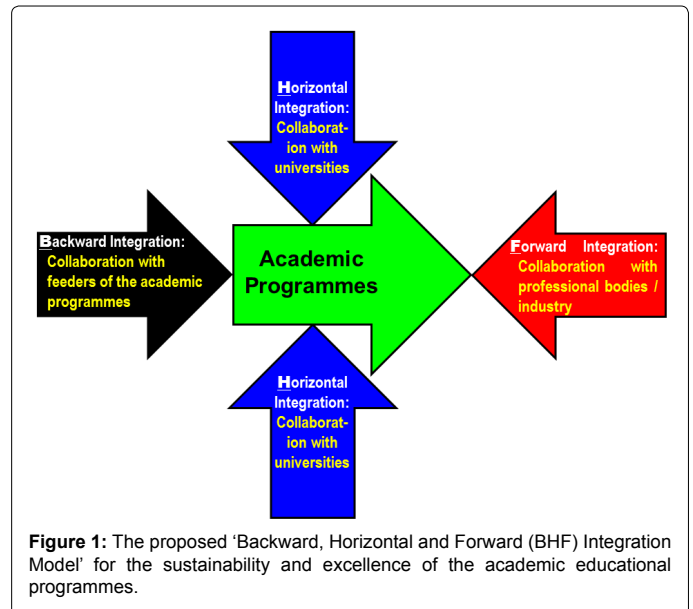 Horizontal
Integration:
Collaborat-
ion with
universities
Backward Integration:
Collaboration with
feeders of the academic
programmes
Academic
Programmes
Forward Integration:
Collaboration with
professional bodies /
industry
Horizontal
Integration:
Collaborat-
ion with
universities
Figure 1: The proposed ‘Backward, Horizontal and Forward (BHF) Integration
Model’ for the sustainability and excellence of the academic educational
programmes.